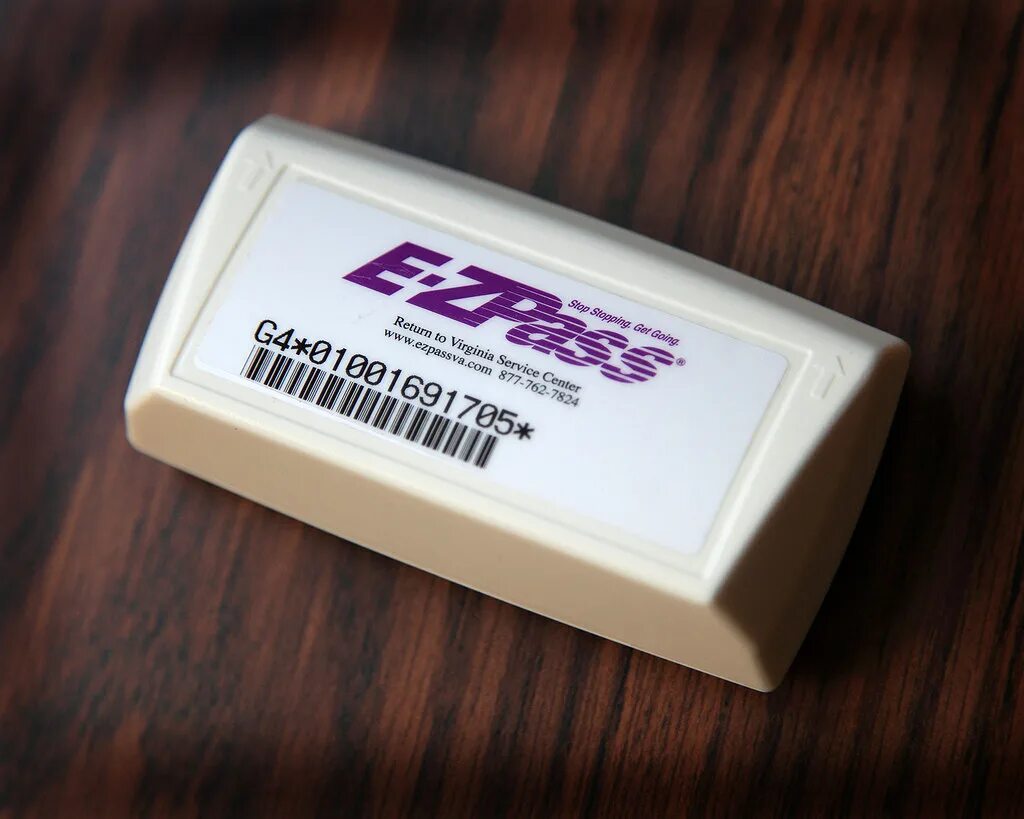 E-ZPass®
Stop Stopping. Get Going.
Return to Virginia Service Center
www.ezpassva.com 877-762-7824
G4*01001691705*